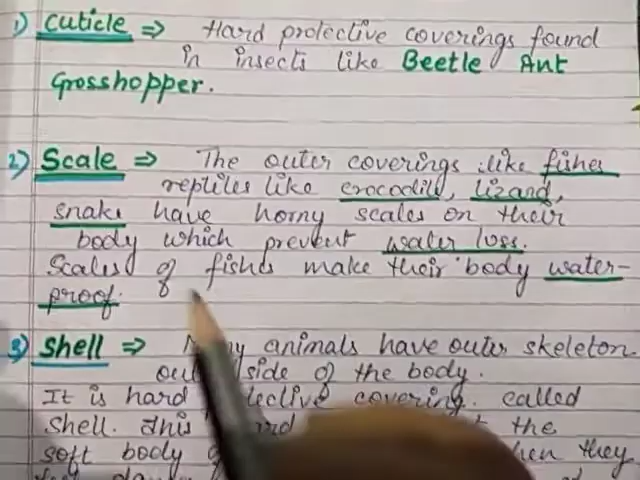 1) Cuticle ⇒ Hard protective coverings found
in insects like Beetle Ant
Grosshopper.
2) Scale ⇒ The outer coverings like fishes
reptiles like crocodile, lizard,
snake have horny scales on their
body which prevent water loss.
Scales of fishes make their body water-
proof.
3) Shell ⇒ animals have outer skeleton
side of the body.
It is hard covering. called
shell. This the
soft body they